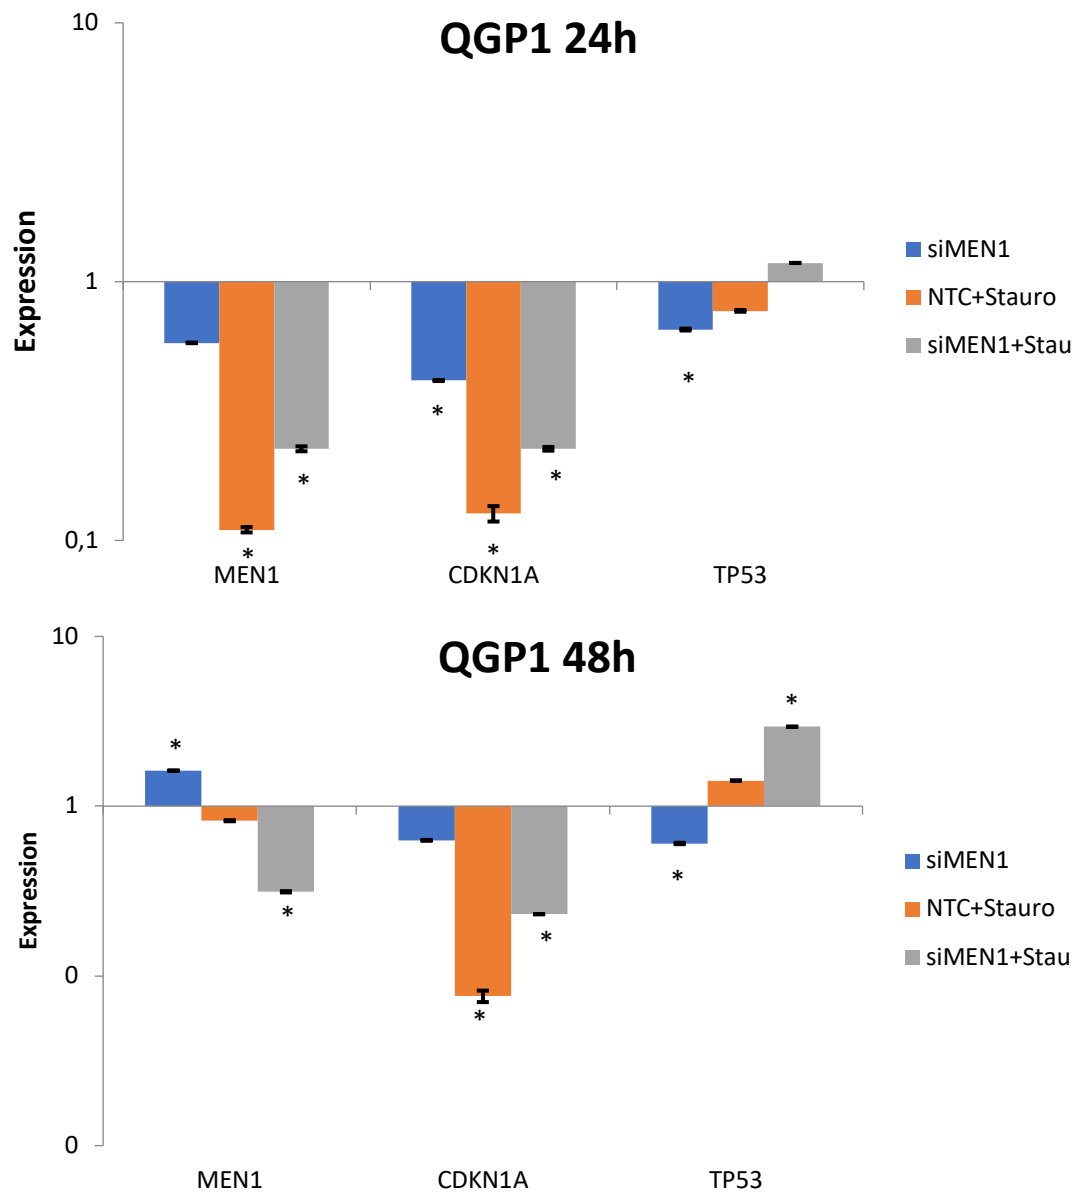 QGP1 24h
10
1
0,1
Expression
*
*
*
*
*
*
MEN1 CDKN1A TP53
siMEN1
NTC+Stauro
siMEN1+Stau
QGP1 48h
10
1
0
0
Expression
*
*
*
*
*
*
MEN1 CDKN1A TP53
siMEN1
NTC+Stauro
siMEN1+Stau